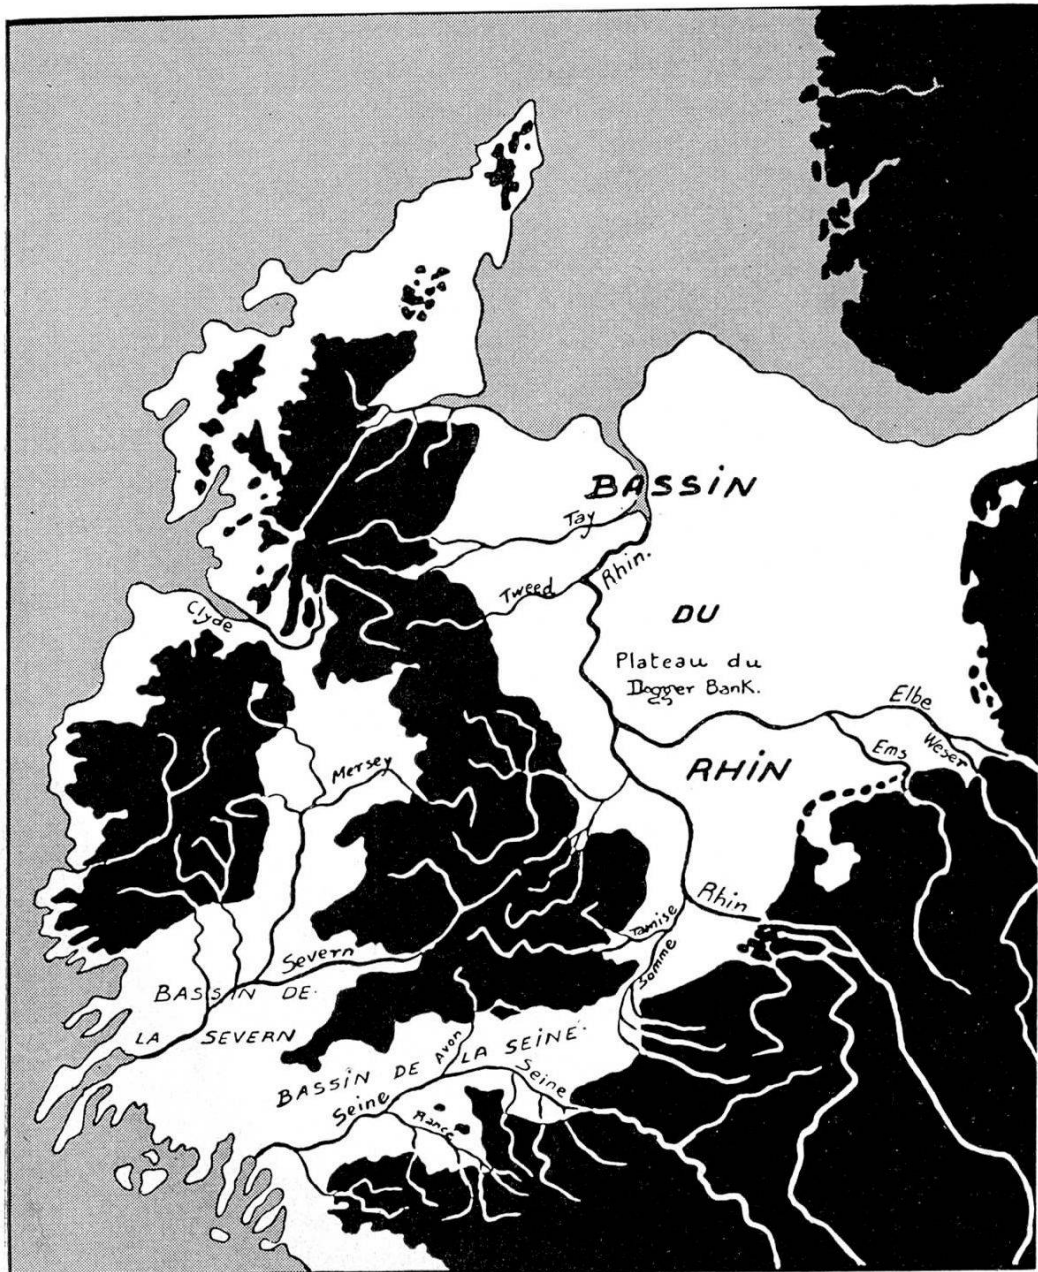 BASSIN
Tay
Rhin.
Tweed
Clyde
DU
Plateau du
Dogger Bank.
Elbe
Weser
Ems
Mersey
RHIN
Rhin
Tamise
Somme
Severn
BASSIN DE
LA SEVERN
Avon
BASSIN DE LA SEINE
Seine
Seine
Rance